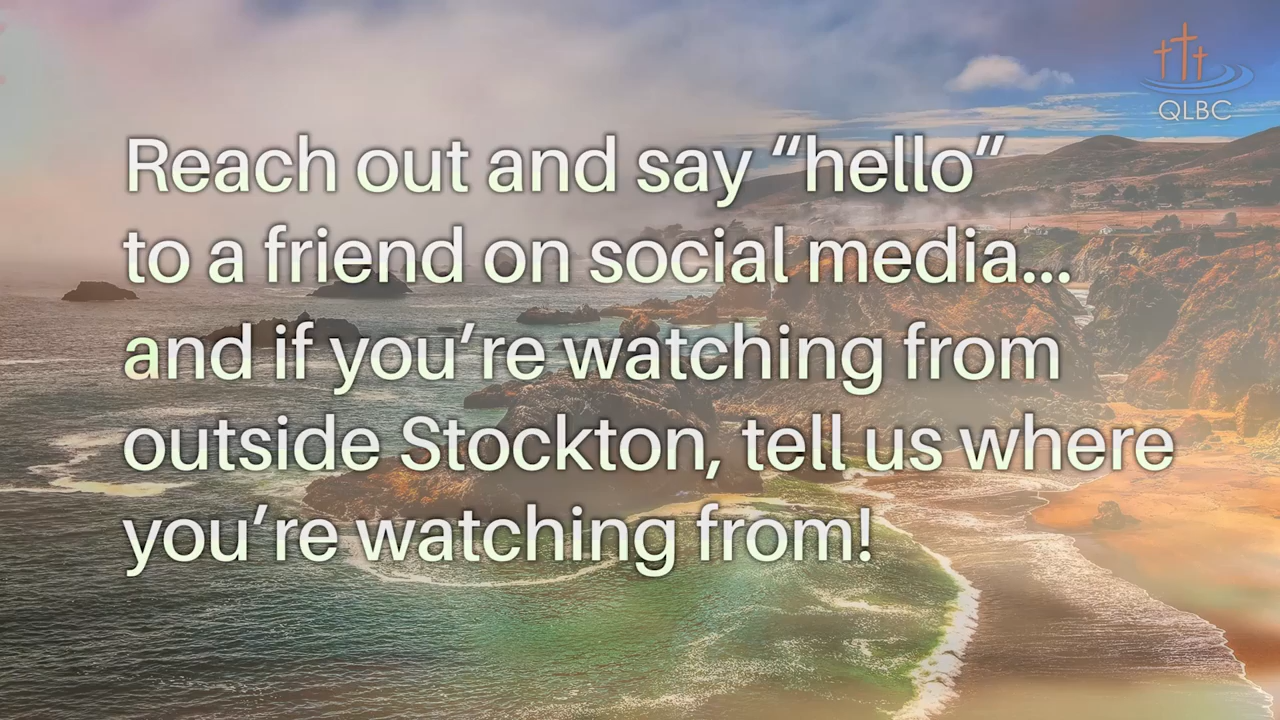 QLBC
Reach out and say “hello”
to a friend on social media...
and if you’re watching from
outside Stockton, tell us where
you’re watching from!